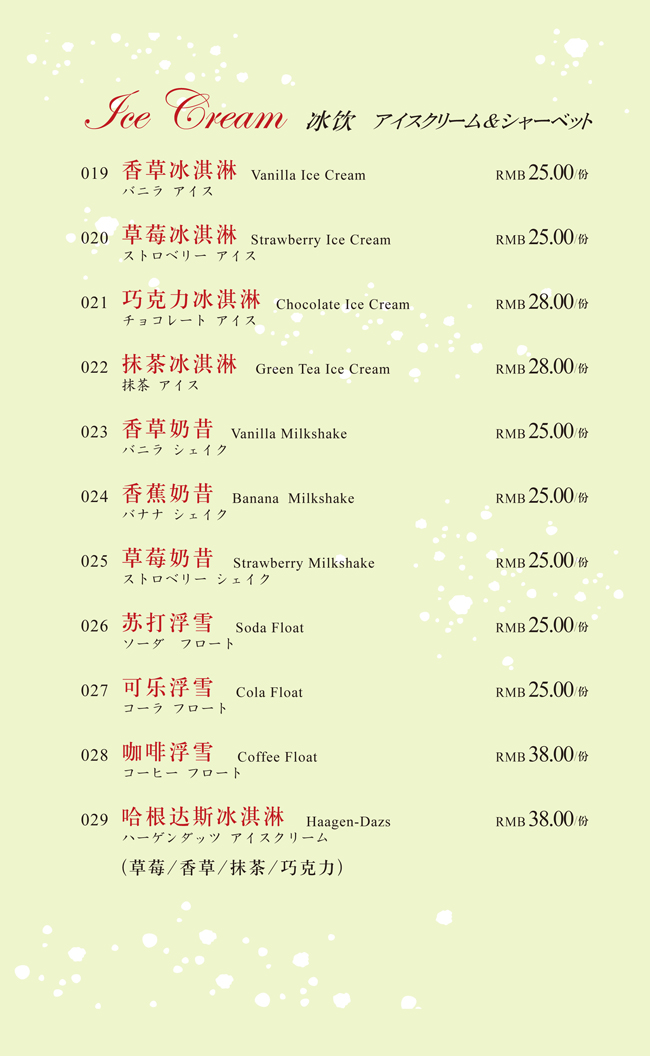 Ice Cream 冰饮 アイスクリーム&シャーベット
019 香草冰淇淋 Vanilla Ice Cream RMB 25.00/份
バニラ アイス
020 草莓冰淇淋 Strawberry Ice Cream RMB 25.00/份
ストロベリー アイス
021 巧克力冰淇淋 Chocolate Ice Cream RMB 28.00/份
チョコレート アイス
022 抹茶冰淇淋 Green Tea Ice Cream RMB 28.00/份
抹茶 アイス
023 香草奶昔 Vanilla Milkshake RMB 25.00/份
バニラ シェイク
024 香蕉奶昔 Banana Milkshake RMB 25.00/份
バナナ シェイク
025 草莓奶昔 Strawberry Milkshake RMB 25.00/份
ストロベリー シェイク
026 苏打浮雪 Soda Float RMB 25.00/份
ソーダ フロート
027 可乐浮雪 Cola Float RMB 25.00/份
コーラ フロート
028 咖啡浮雪 Coffee Float RMB 38.00/份
コーヒー フロート
029 哈根达斯冰淇淋 Haagen-Dazs RMB 38.00/份
ハーゲンダッツ アイスクリーム
(草莓/香草/抹茶/巧克力)